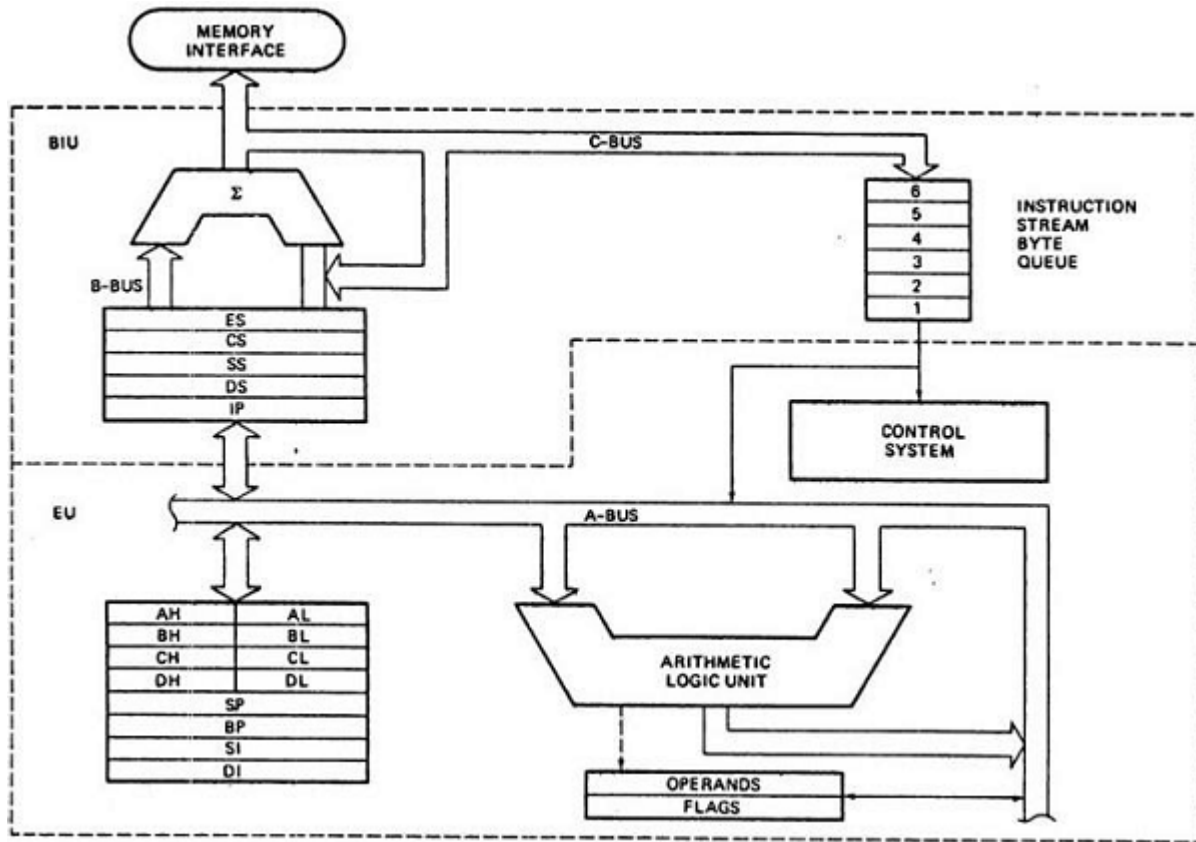 MEMORY
INTERFACE
BIU
C-BUS
Σ
6
5
4
3
2
1
INSTRUCTION
STREAM
BYTE
QUEUE
B-BUS
ES
CS
SS
DS
IP
CONTROL
SYSTEM
EU
A-BUS
AH AL
BH BL
CH CL
DH DL
SP
BP
SI
DI
ARITHMETIC
LOGIC UNIT
OPERANDS
FLAGS